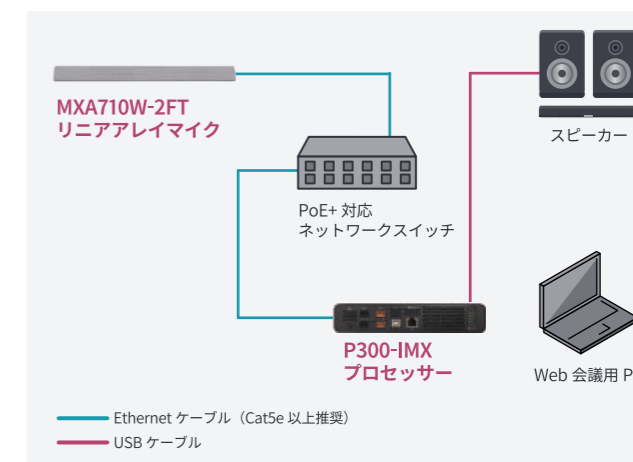 MXA710W-2FT
リニアアレイマイク
スピーカー
PoE+ 対応
ネットワークスイッチ
P300-IMX
プロセッサー
Web 会議用 P
Ethernet ケーブル（Cat5e 以上推奨）
USB ケーブル